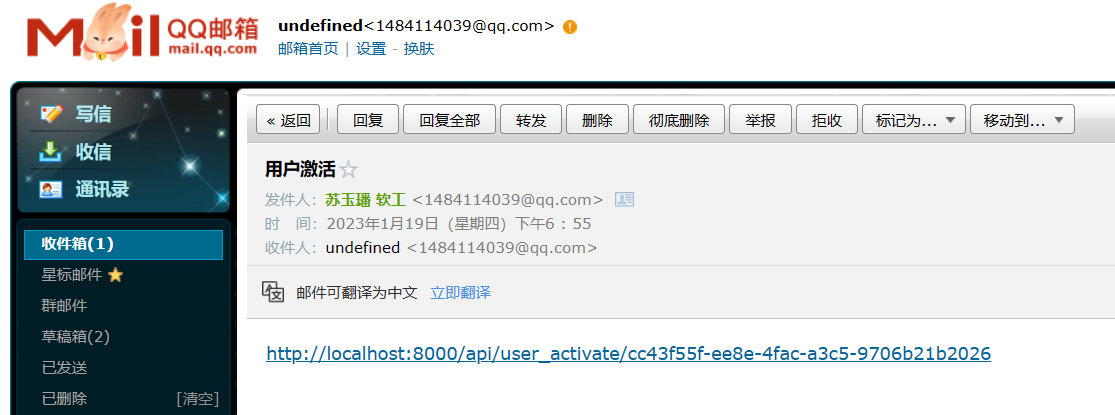 Mail QQ邮箱
mail.qq.com
undefined<1484114039@qq.com>
邮箱首页 | 设置 - 换肤
写信
收信
通讯录
收件箱(1)
星标邮件
群邮件
草稿箱(2)
已发送
已删除 [清空]
« 返回 回复 回复全部 转发 删除 彻底删除 举报 拒收 标记为... 移动到...
用户激活
发件人: 苏玉璠 软工 <1484114039@qq.com>
时 间: 2023年1月19日 (星期四) 下午6:55
收件人: undefined <1484114039@qq.com>
邮件可翻译为中文 立即翻译
http://localhost:8000/api/user_activate/cc43f55f-ee8e-4fac-a3c5-9706b21b2026